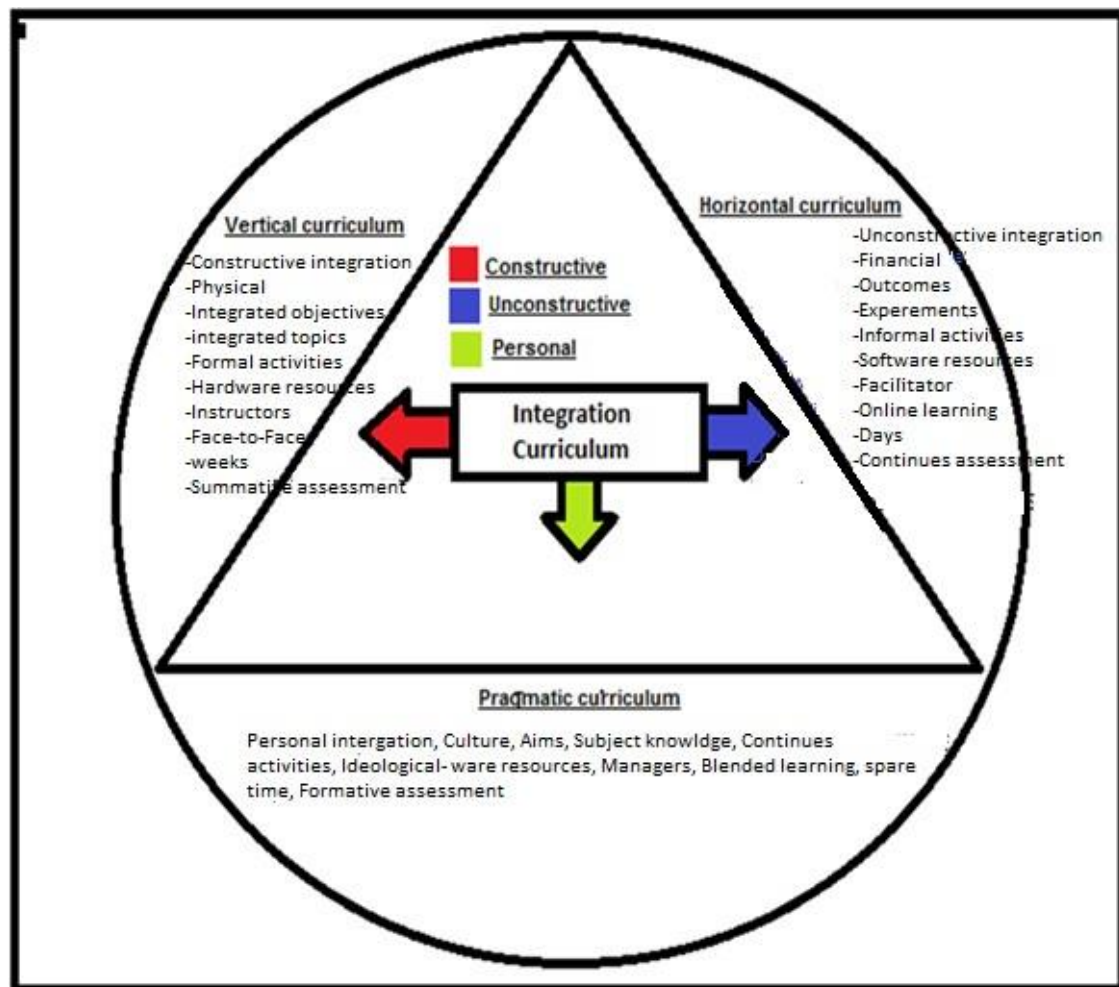 Vertical curriculum
-Constructive integration
-Physical
-Integrated objectives
-integrated topics
-Formal activities
-Hardware resources
-Instructors
-Face-to-Face
-weeks
-Summative assessment
Constructive
Unconstructive
Personal
Integration
Curriculum
Horizontal curriculum
-Unconstructive integration
-Financial
-Outcomes
-Experements
-Informal activities
-Software resources
-Facilitator
-Online learning
-Days
-Continues assessment
Pragmatic curriculum
Personal intergation, Culture, Aims, Subject knowldge, Continues
activities, Ideological- ware resources, Managers, Blended learning, spare
time, Formative assessment